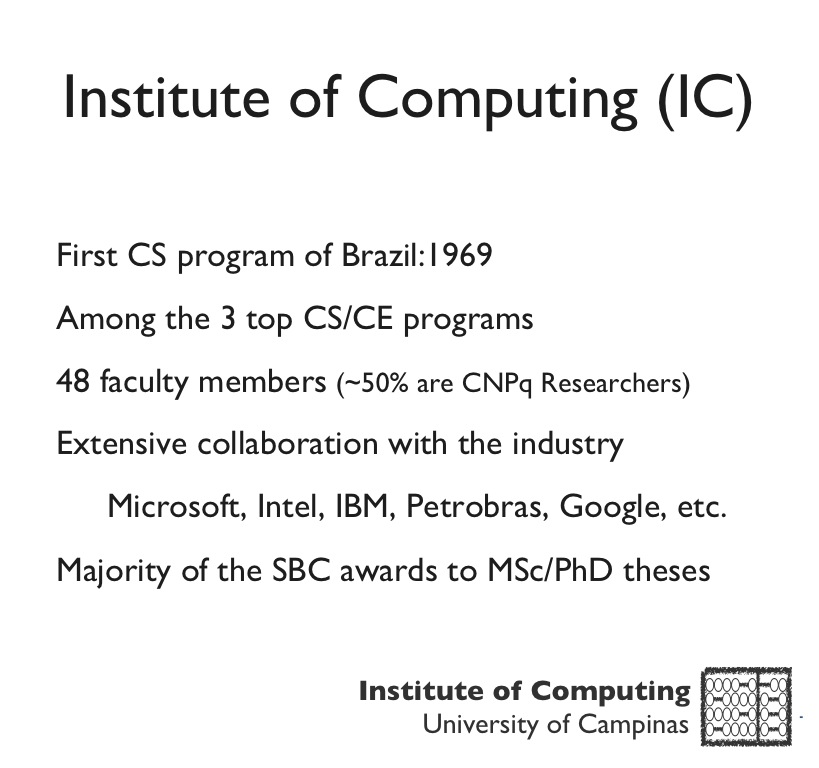 Institute of Computing (IC)
First CS program of Brazil:1969
Among the 3 top CS/CE programs
48 faculty members (~50% are CNPq Researchers)
Extensive collaboration with the industry
Microsoft, Intel, IBM, Petrobras, Google, etc.
Majority of the SBC awards to MSc/PhD theses
Institute of Computing
University of Campinas